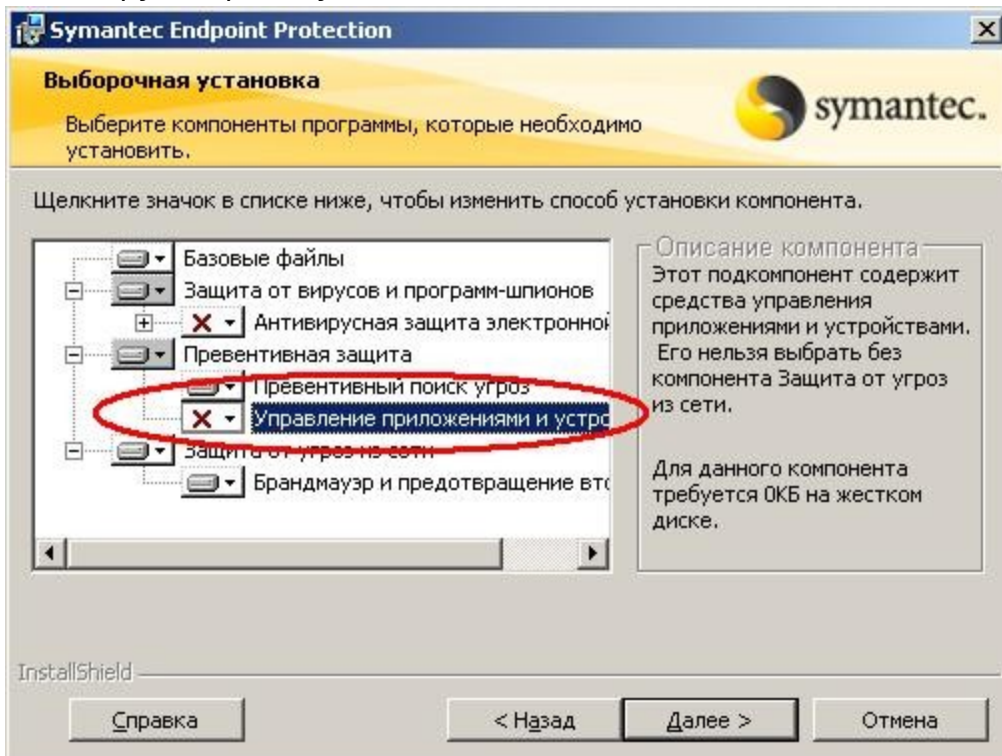 Symantec Endpoint Protection
Выборочная установка
Выберите компоненты программы, которые необходимо
установить.
symantec.
Щелкните значок в списке ниже, чтобы изменить способ установки компонента.
Базовые файлы
Защита от вирусов и программ-шпионов
Антивирусная защита электронной
Превентивная защита
Превентивный поиск угроз
Управление приложениями и устро
Защита от угроз из сети
Брандмауэр и предотвращение вто
Описание компонента
Этот подкомпонент содержит
средства управления
приложениями и устройствами.
Его нельзя выбрать без
компонента Защита от угроз
из сети.
Для данного компонента
требуется 0КБ на жестком
диске.
InstallShield
Справка
< Назад
Далее >
Отмена